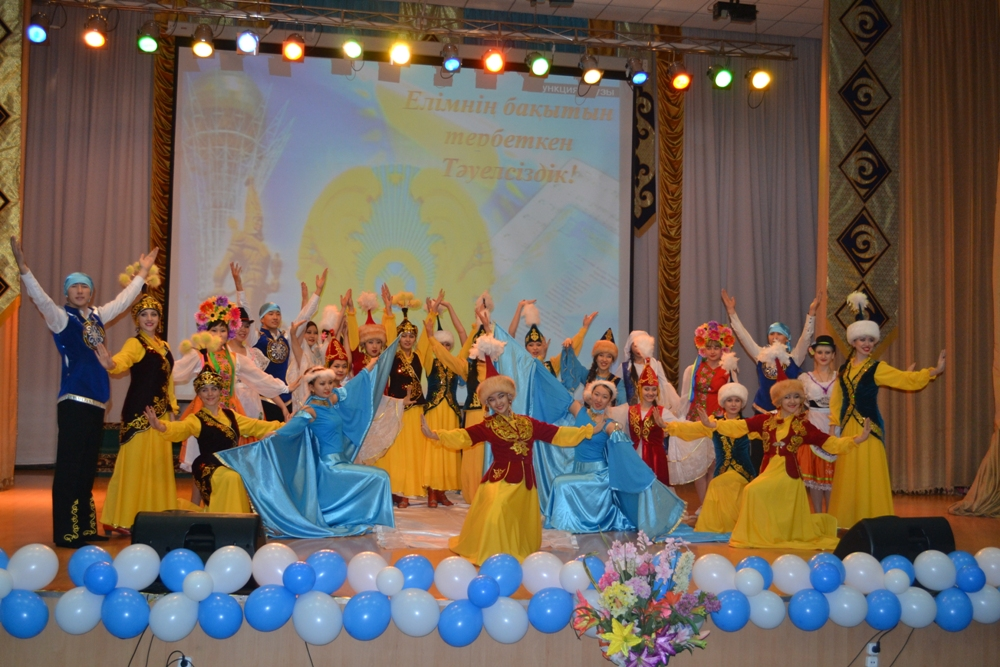 Елімнің бақытын
тербеткен
Тәуелсіздік!